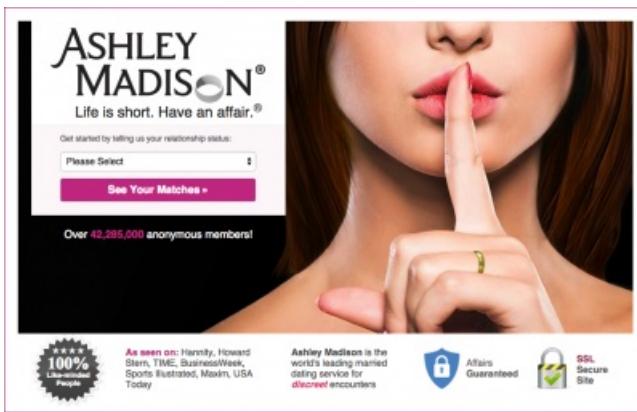 ASHLEY
MADISON®
Life is short. Have an affair.®
Get started by telling us your relationship status:
Please Select
See Your Matches »
Over 42,285,000 anonymous members!
100%
Like-minded
People
As seen on: Hannity, Howard
Stern, TIME, BusinessWeek,
Sports Illustrated, Maxim, USA
Today
Ashley Madison is the
world's leading married
dating service for
discreet encounters
Affairs
Guaranteed
SSL
Secure
Site